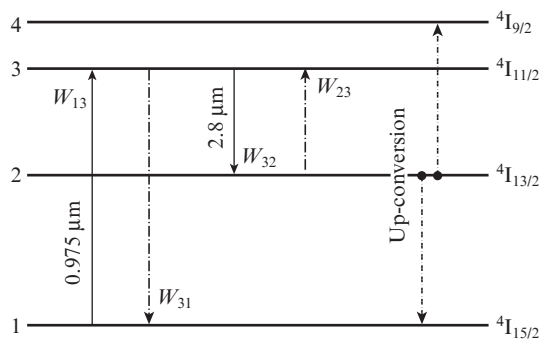 4 ⁴I₉/₂
3 ⁴I₁₁/₂
W₁₃ W₂₃
2.8 µm
W₃₂
2 ⁴I₁₃/₂
Up-conversion
0.975 µm
W₃₁
1 ⁴I₁₅/₂